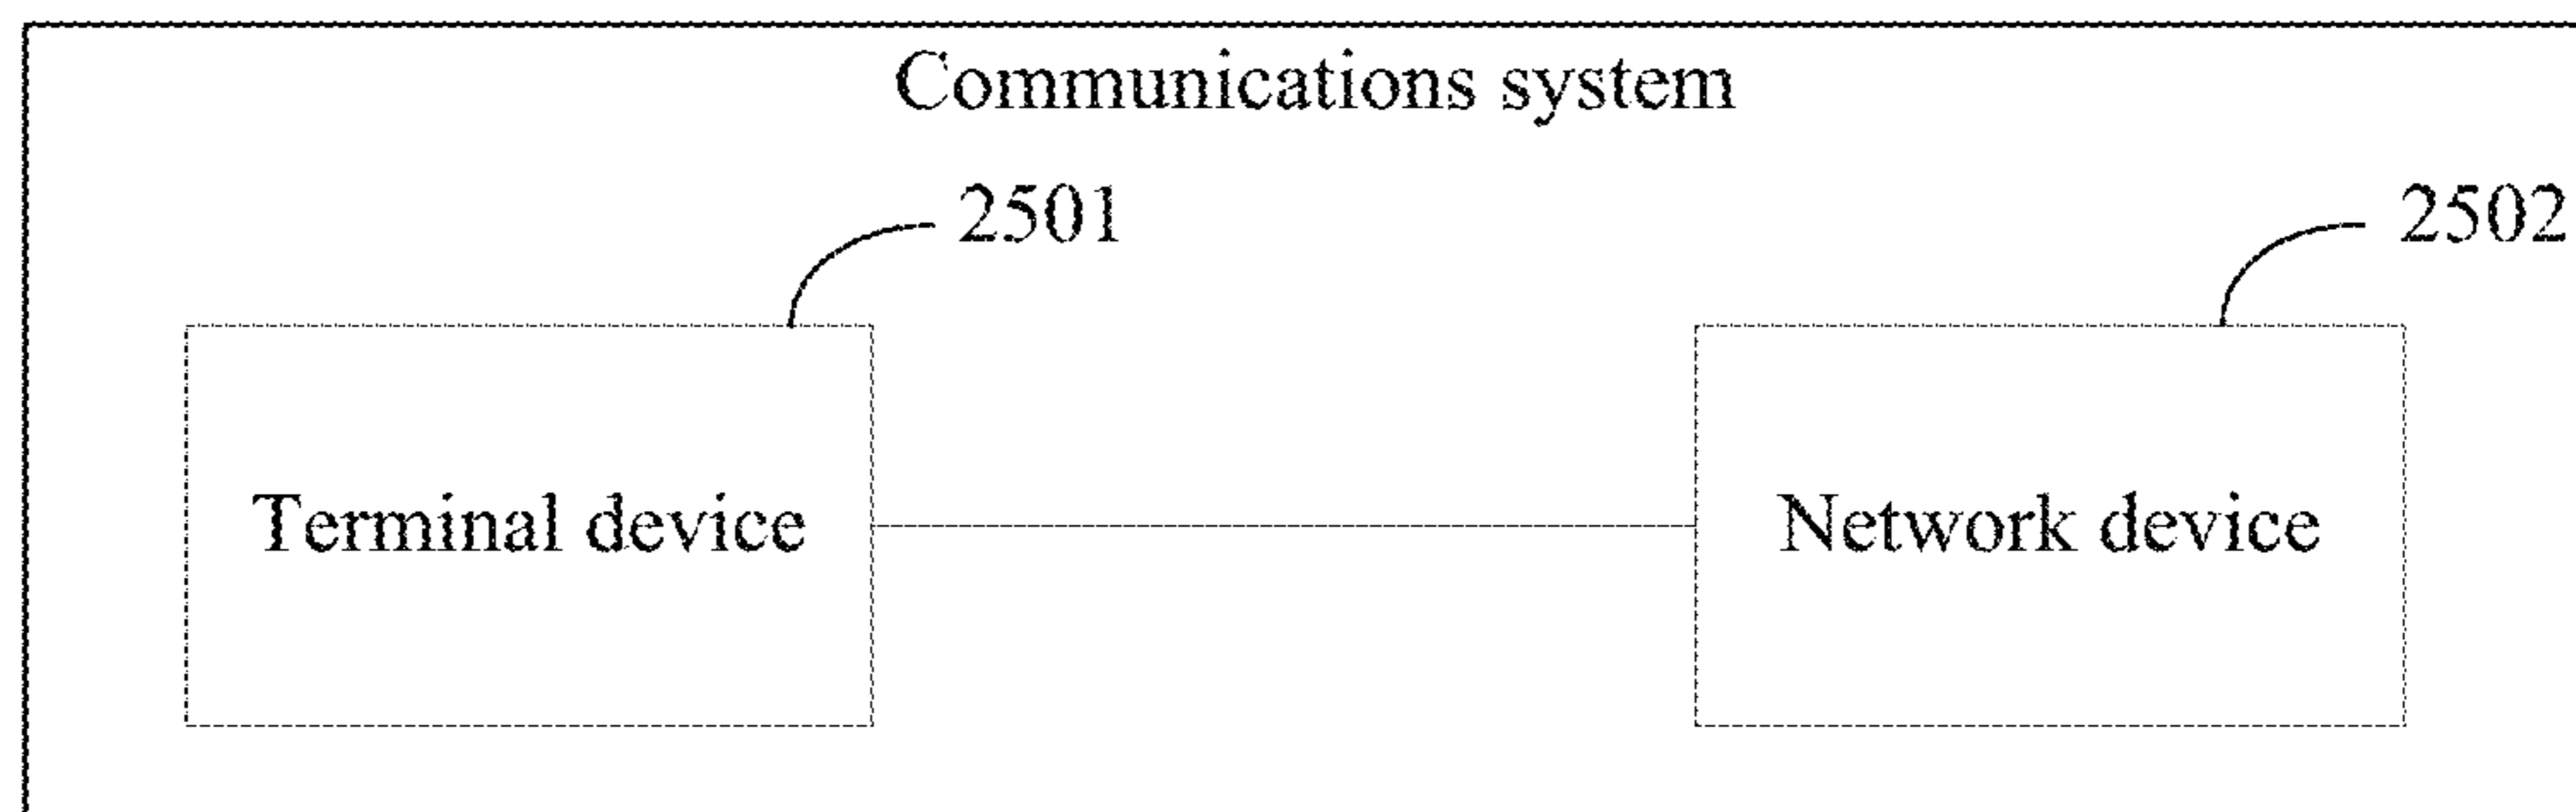 Communications system
2501
2502
Terminal device
Network device